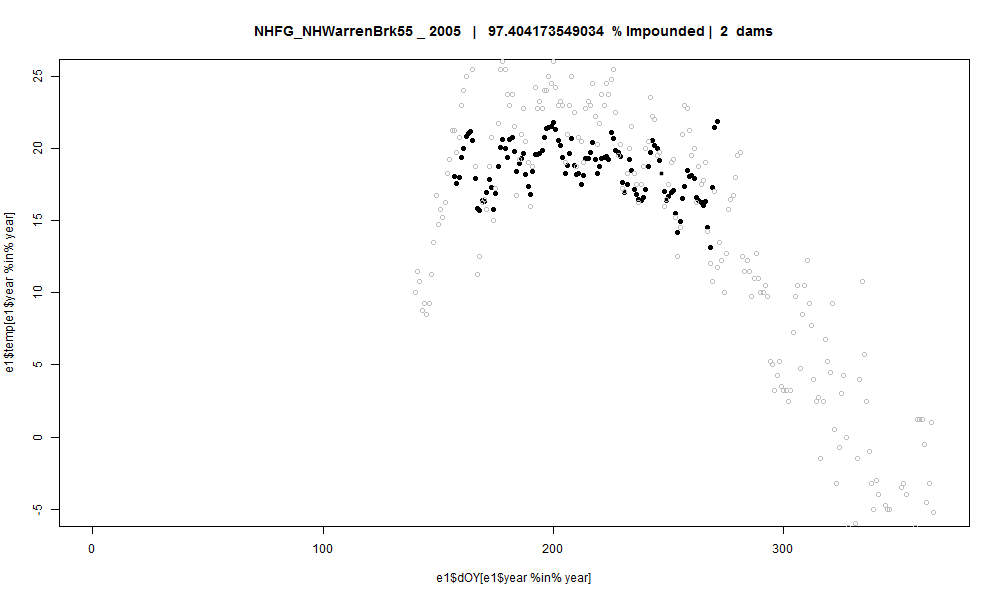 NHFG_NHWarrenBrk55 _ 2005 | 97.404173549034 % Impounded | 2 dams
e1$temp[e1$year %in% year]
25
20
15
10
5
0
-5
0 100 200 300
e1$dOY[e1$year %in% year]